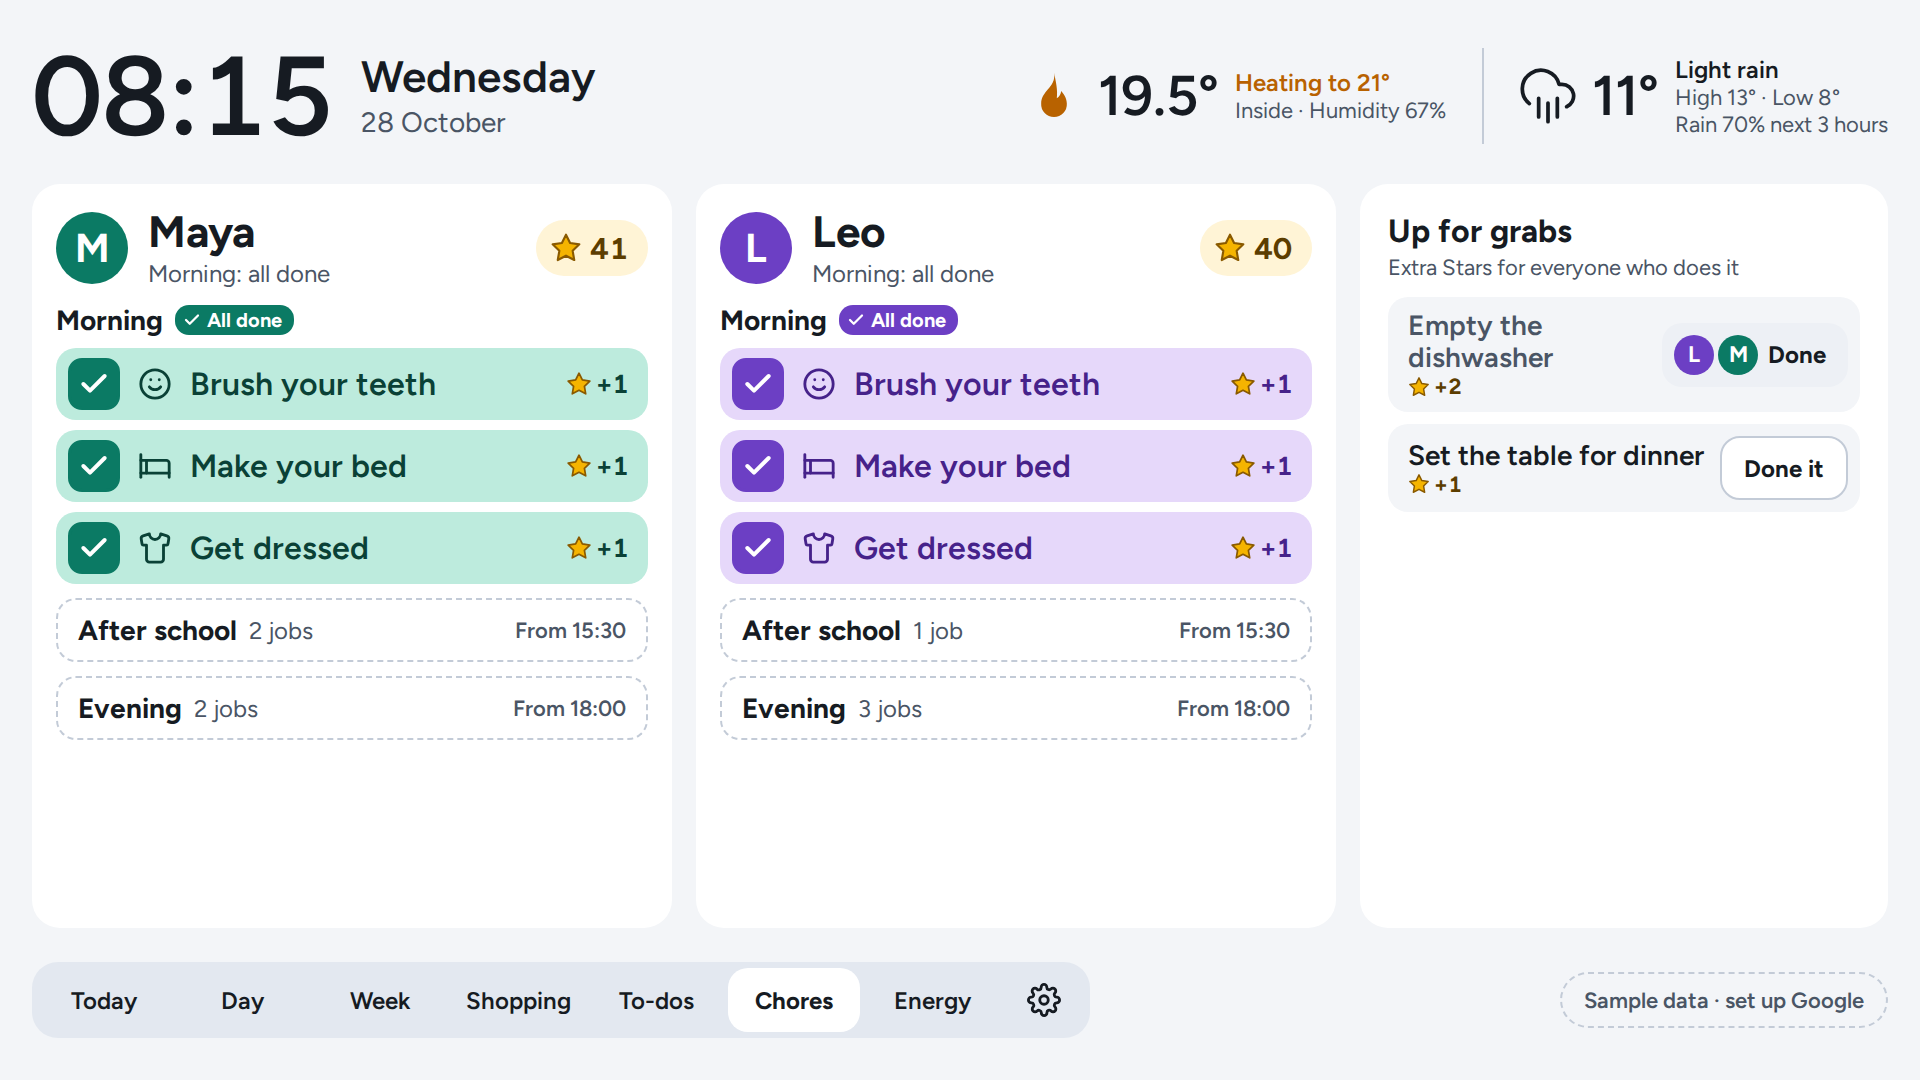 08:15
Wednesday
28 October
19.5°
Heating to 21°
Inside · Humidity 67%
11°
Light rain
High 13° · Low 8°
Rain 70% next 3 hours
M
Maya
Morning: all done
41
Morning
All done
Brush your teeth
+1
Make your bed
+1
Get dressed
+1
After school 2 jobs
From 15:30
Evening 2 jobs
From 18:00
L
Leo
Morning: all done
40
Morning
All done
Brush your teeth
+1
Make your bed
+1
Get dressed
+1
After school 1 job
From 15:30
Evening 3 jobs
From 18:00
Up for grabs
Extra Stars for everyone who does it
Empty the
dishwasher
+2
L M Done
Set the table for dinner
+1
Done it
Today
Day
Week
Shopping
To-dos
Chores
Energy
Sample data · set up Google